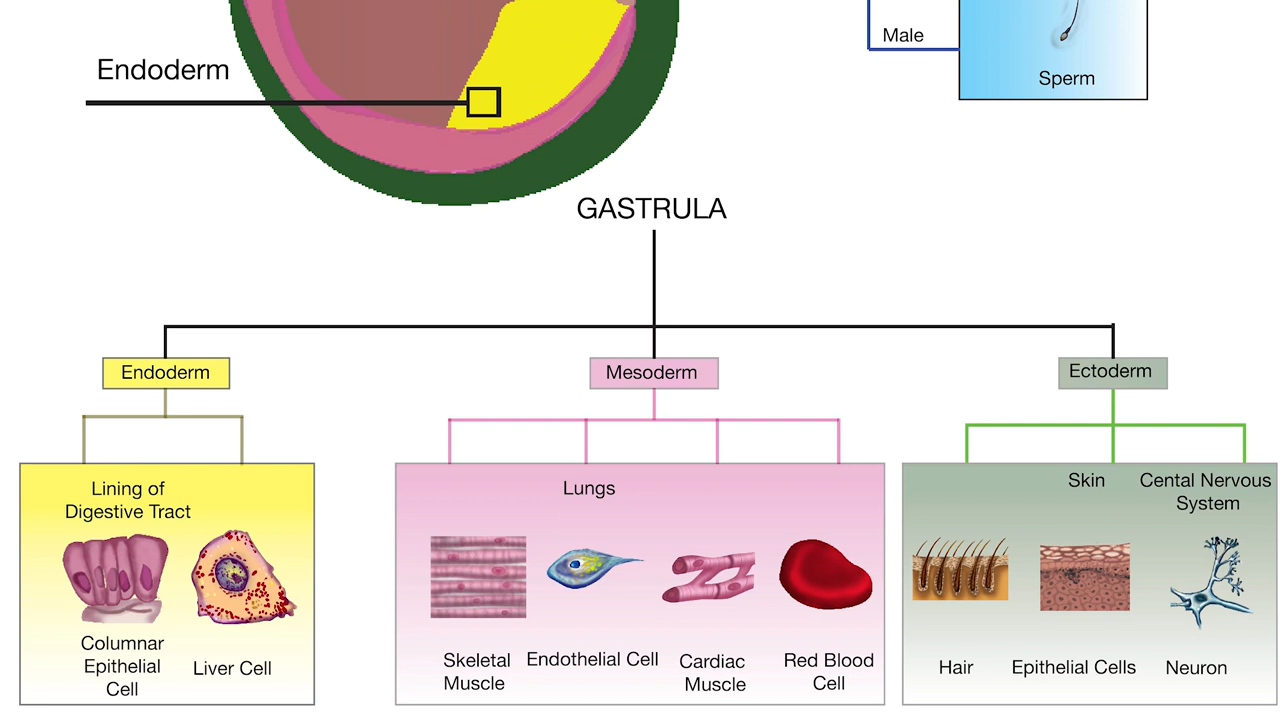 Male
Sperm
Endoderm
GASTRULA
Endoderm
Mesoderm
Ectoderm
Lining of
Digestive Tract
Columnar
Epithelial
Cell
Liver Cell
Lungs
Skeletal
Muscle
Endothelial Cell
Cardiac
Muscle
Red Blood
Cell
Skin
Cental Nervous
System
Hair
Epithelial Cells
Neuron